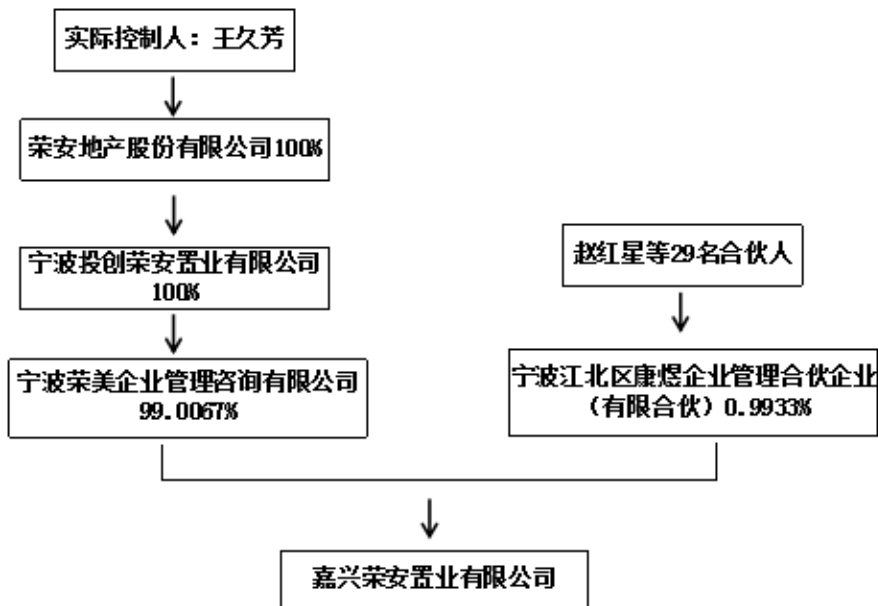 实际控制人：王久芳
荣安地产股份有限公司100%
宁波投创荣安置业有限公司
100%
赵红星等29名合伙人
宁波荣美企业管理咨询有限公司
99.0067%
宁波江北区康煜企业管理合伙企业
（有限合伙）0.9933%
嘉兴荣安置业有限公司